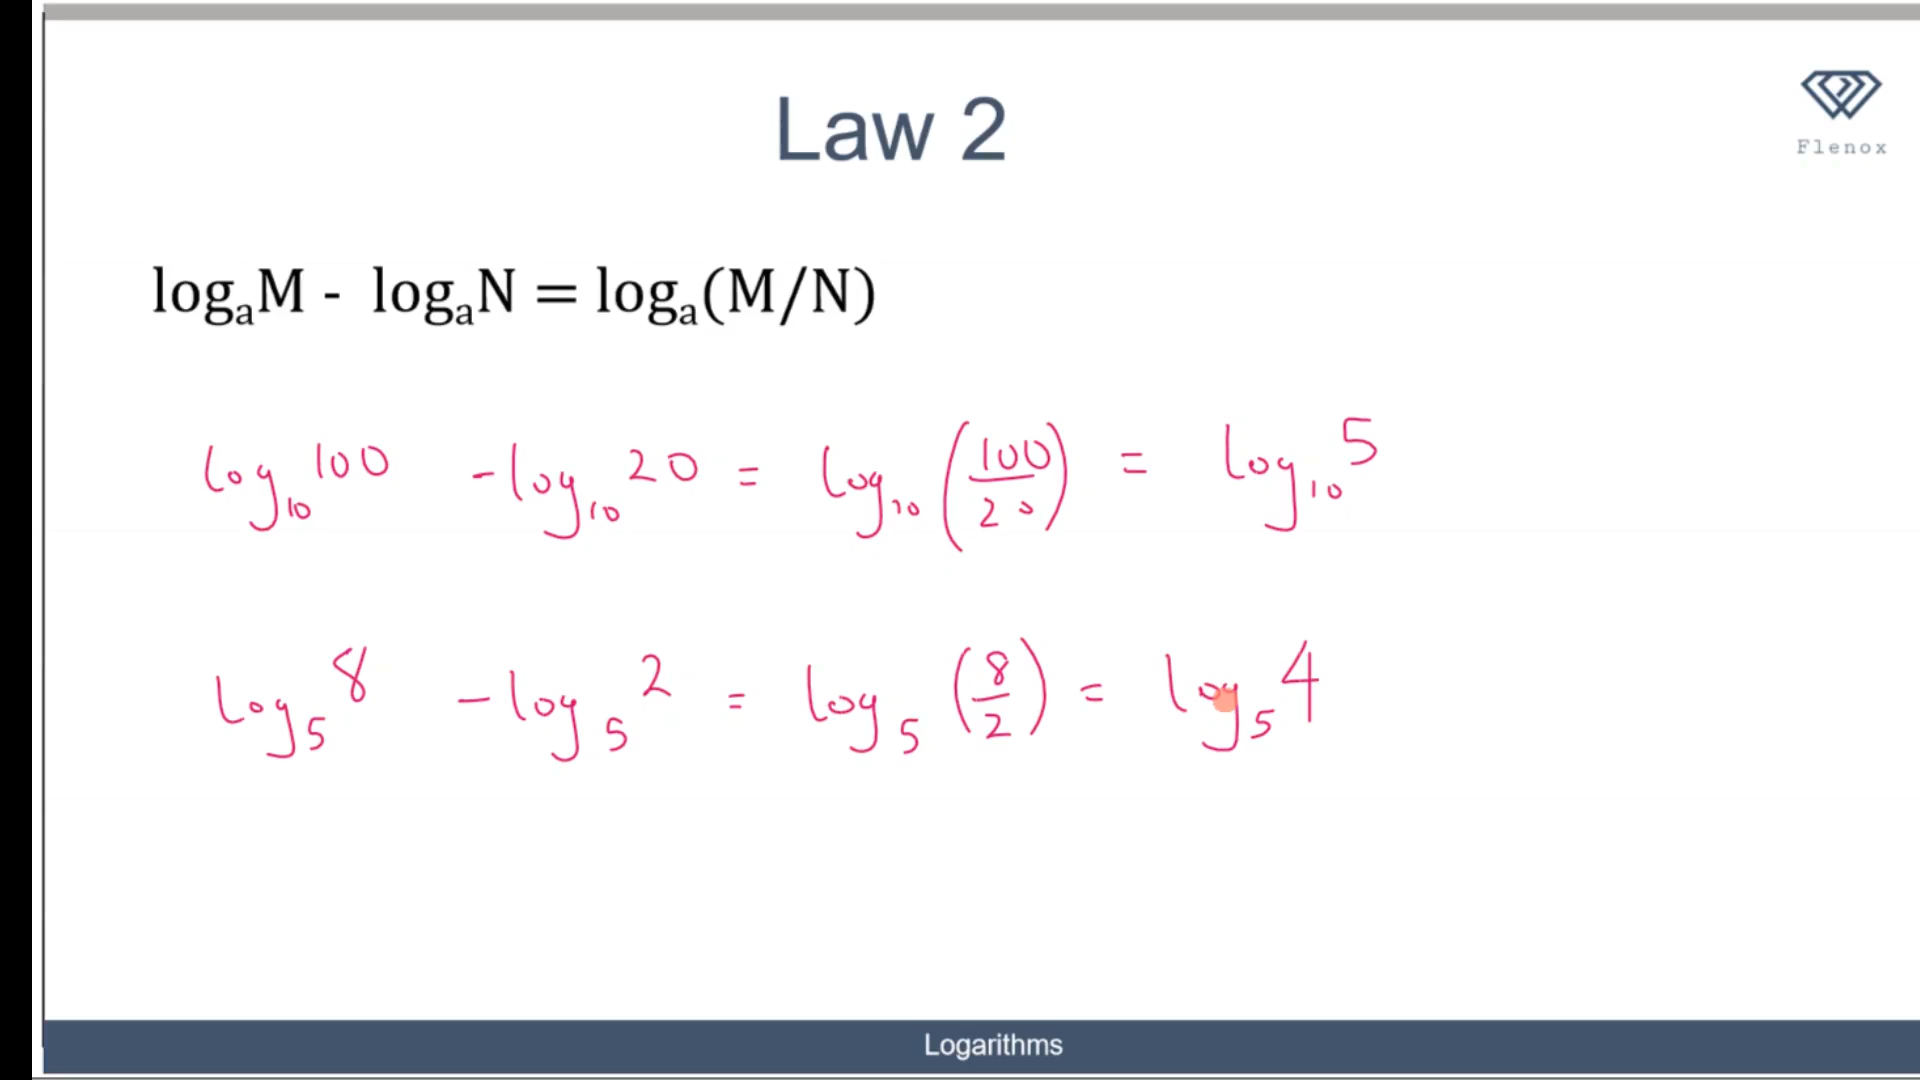 Law 2
Flenox
logₐM - logₐN = logₐ(M/N)
log₁₀100 - log₁₀20 = log₁₀(100/20) = log₁₀5
log₅8 - log₅2 = log₅(8/2) = log₅4
Logarithms